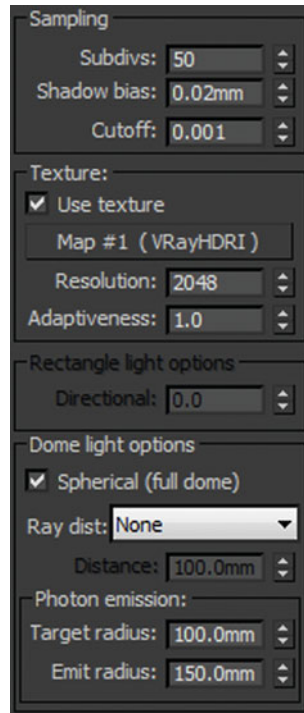 Sampling
Subdivs: 50
Shadow bias: 0.02mm
Cutoff: 0.001
Texture:
Use texture
Map #1 ( VRayHDRI )
Resolution: 2048
Adaptiveness: 1.0
Rectangle light options
Directional: 0.0
Dome light options
Spherical (full dome)
Ray dist: None
Distance: 100.0mm
Photon emission:
Target radius: 100.0mm
Emit radius: 150.0mm